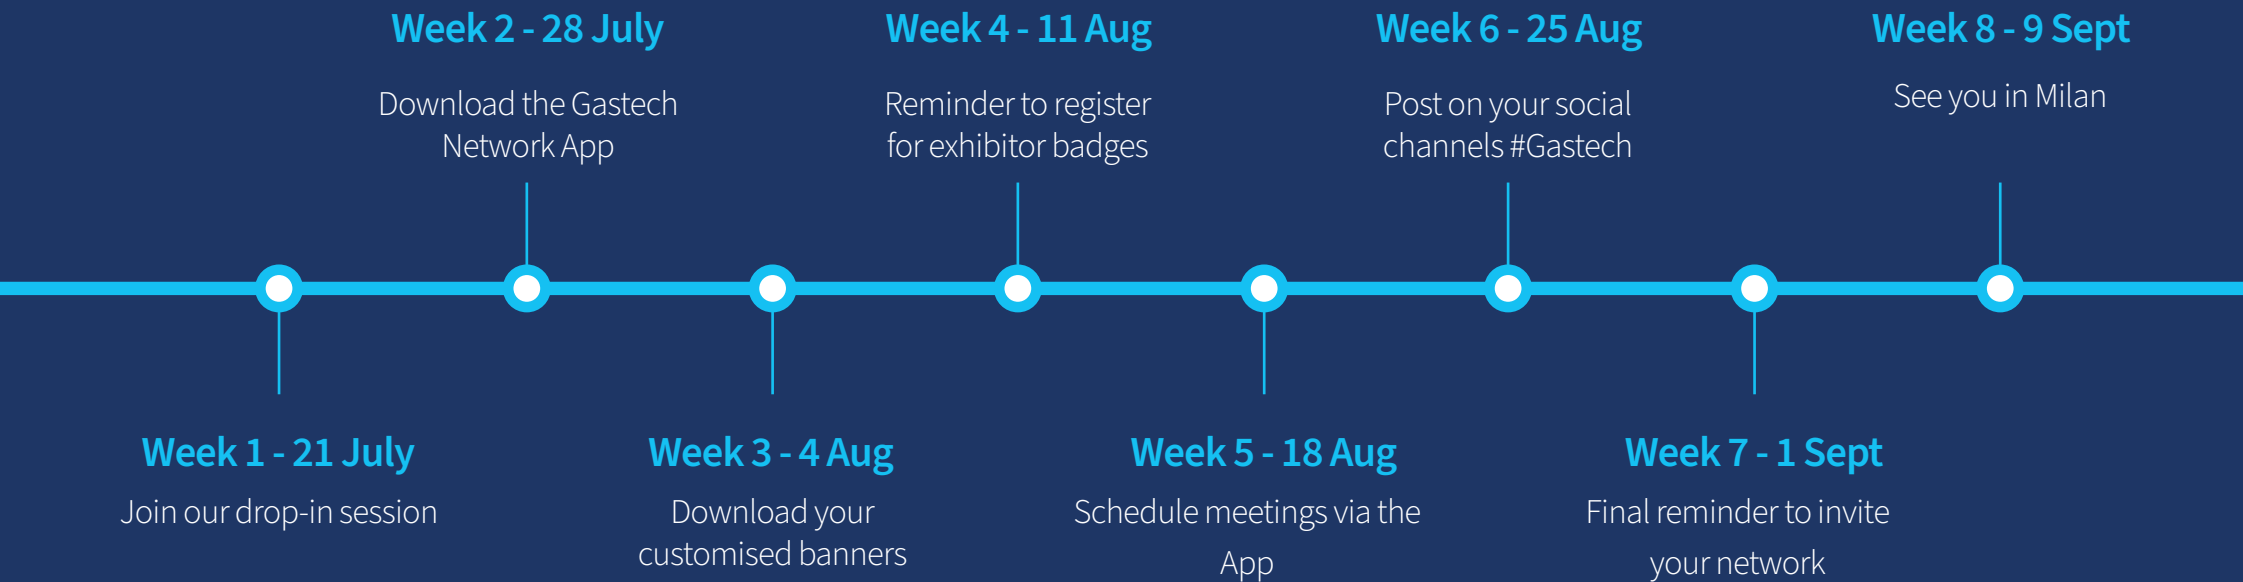 Week 2 - 28 July
Download the Gastech
Network App
Week 4 - 11 Aug
Reminder to register
for exhibitor badges
Week 6 - 25 Aug
Post on your social
channels #Gastech
Week 8 - 9 Sept
See you in Milan
Week 1 - 21 July
Join our drop-in session
Week 3 - 4 Aug
Download your
customised banners
Week 5 - 18 Aug
Schedule meetings via the
App
Week 7 - 1 Sept
Final reminder to invite
your network